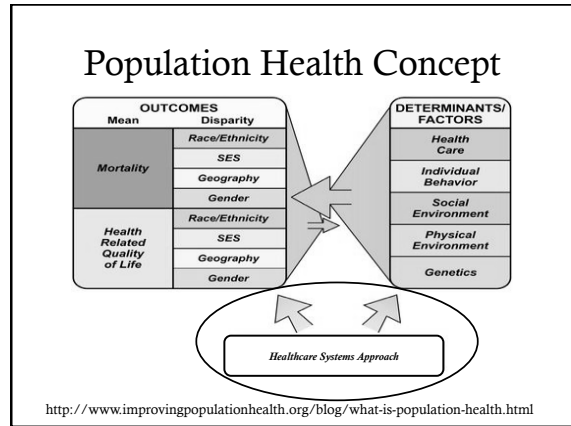 Population Health Concept
OUTCOMES
Mean
Disparity
Mortality
Race/Ethnicity
SES
Geography
Gender
Health
Related
Quality
of Life
Race/Ethnicity
SES
Geography
Gender
DETERMINANTS/
FACTORS
Health
Care
Individual
Behavior
Social
Environment
Physical
Environment
Genetics
Healthcare Systems Approach
http://www.improvingpopulationhealth.org/blog/what-is-population-health.html